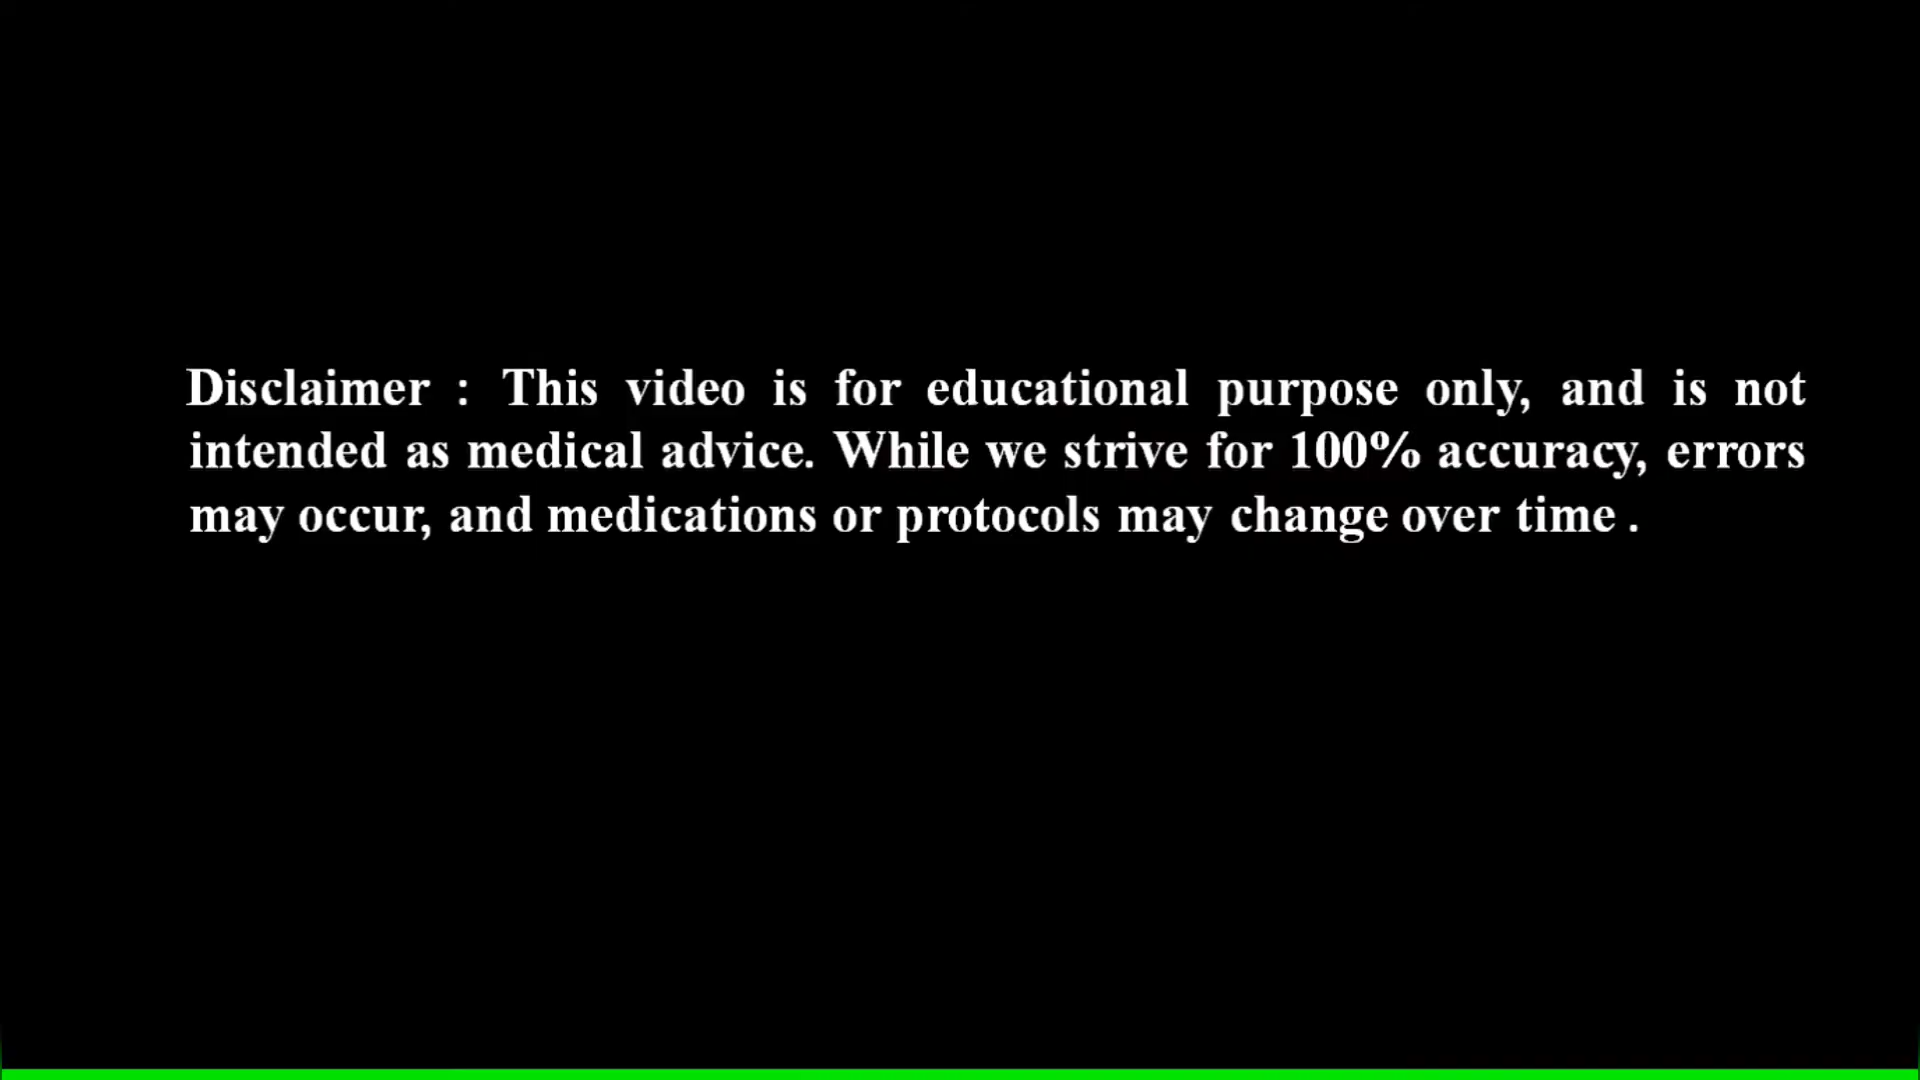 Disclaimer : This video is for educational purpose only, and is not
intended as medical advice. While we strive for 100% accuracy, errors
may occur, and medications or protocols may change over time .